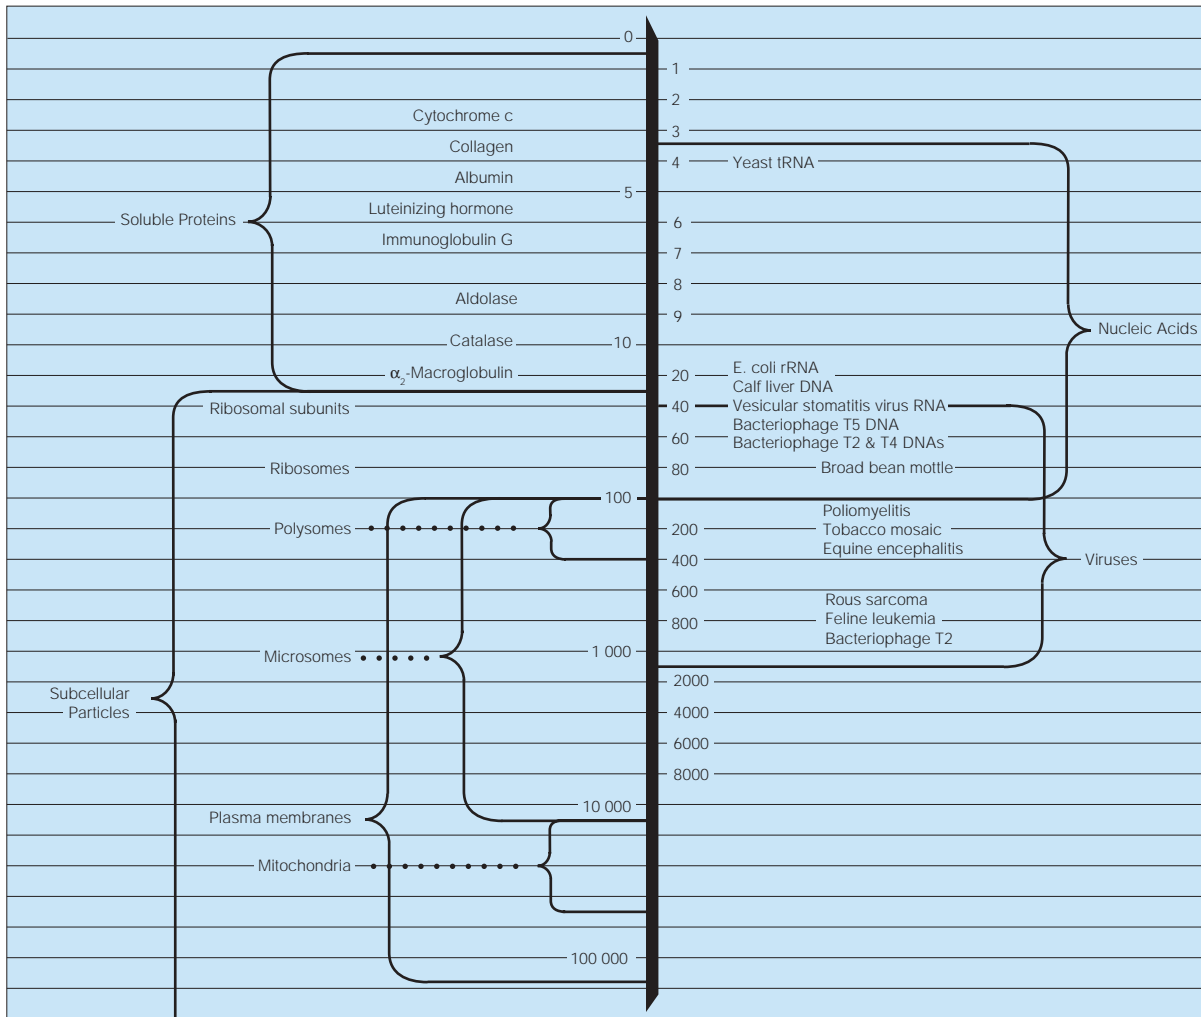 0
1
2
Cytochrome c
3
Collagen
4
Yeast tRNA
Albumin
5
Luteinizing hormone
Soluble Proteins
6
Immunoglobulin G
7
8
Aldolase
9
Nucleic Acids
Catalase
10
E. coli rRNA
α2-Macroglobulin
20
Calf liver DNA
Ribosomal subunits
40
Vesicular stomatitis virus RNA
Bacteriophage T5 DNA
60
Bacteriophage T2 & T4 DNAs
Ribosomes
80
Broad bean mottle
100
Poliomyelitis
Polysomes
200
Tobacco mosaic
Equine encephalitis
400
Viruses
600
Rous sarcoma
800
Feline leukemia
Bacteriophage T2
Microsomes
1 000
2000
Subcellular
Particles
4000
6000
8000
10 000
Plasma membranes
Mitochondria
100 000